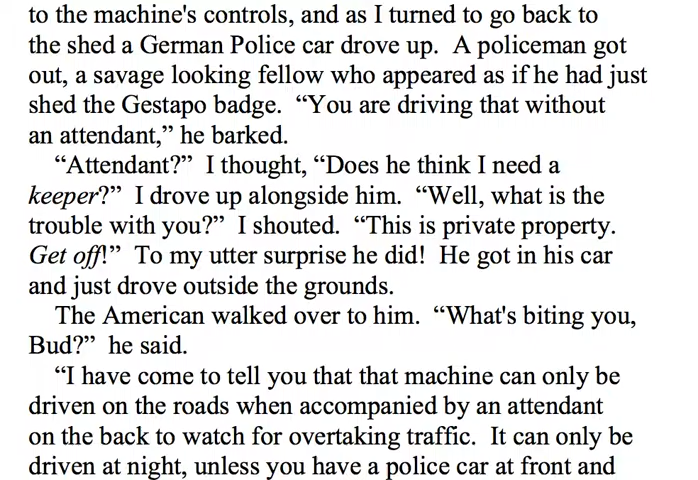 to the machine's controls, and as I turned to go back to
the shed a German Police car drove up.  A policeman got
out, a savage looking fellow who appeared as if he had just
shed the Gestapo badge.  “You are driving that without
an attendant,” he barked.
“Attendant?”  I thought, “Does he think I need a
keeper?”  I drove up alongside him.  “Well, what is the
trouble with you?”  I shouted.  “This is private property.
Get off!”  To my utter surprise he did!  He got in his car
and just drove outside the grounds.
The American walked over to him.  “What's biting you,
Bud?”  he said.
“I have come to tell you that that machine can only be
driven on the roads when accompanied by an attendant
on the back to watch for overtaking traffic.  It can only be
driven at night, unless you have a police car at front and